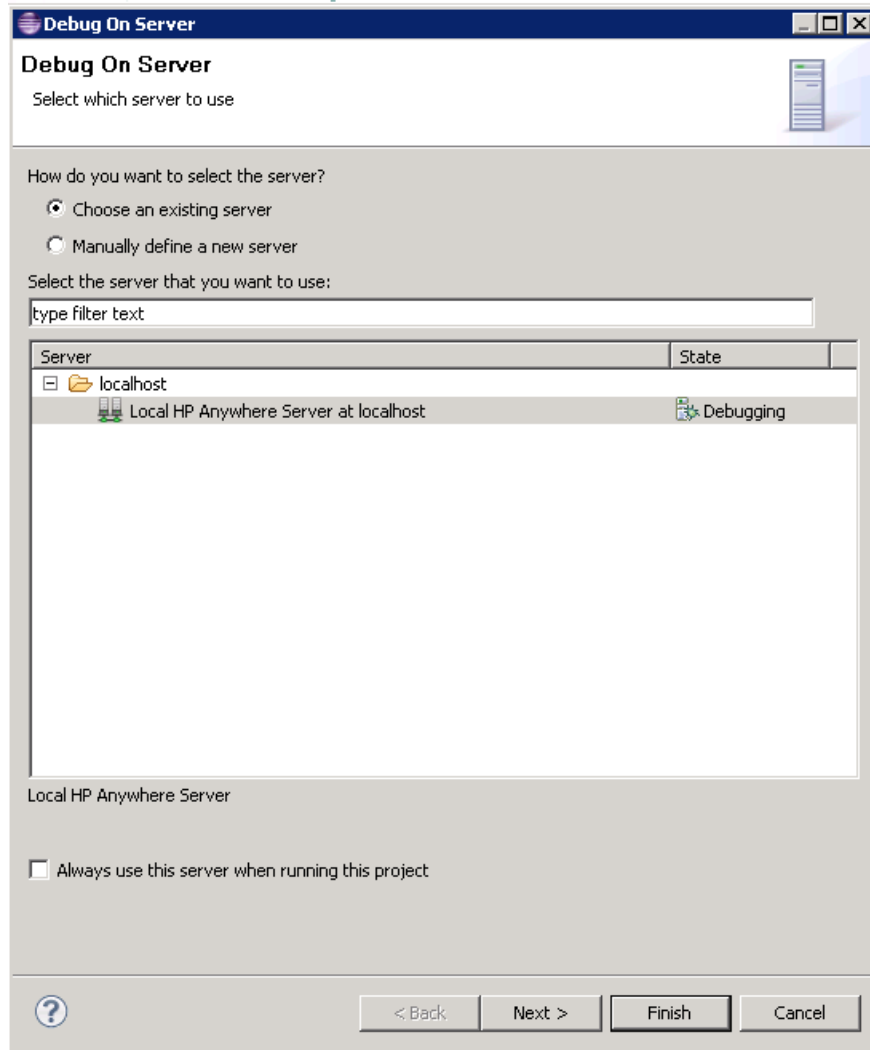 Debug On Server
Debug On Server
Select which server to use
How do you want to select the server?
Choose an existing server
Manually define a new server
Select the server that you want to use:
type filter text
Server State
localhost
Local HP Anywhere Server at localhost Debugging
Local HP Anywhere Server
Always use this server when running this project
? < Back Next > Finish Cancel